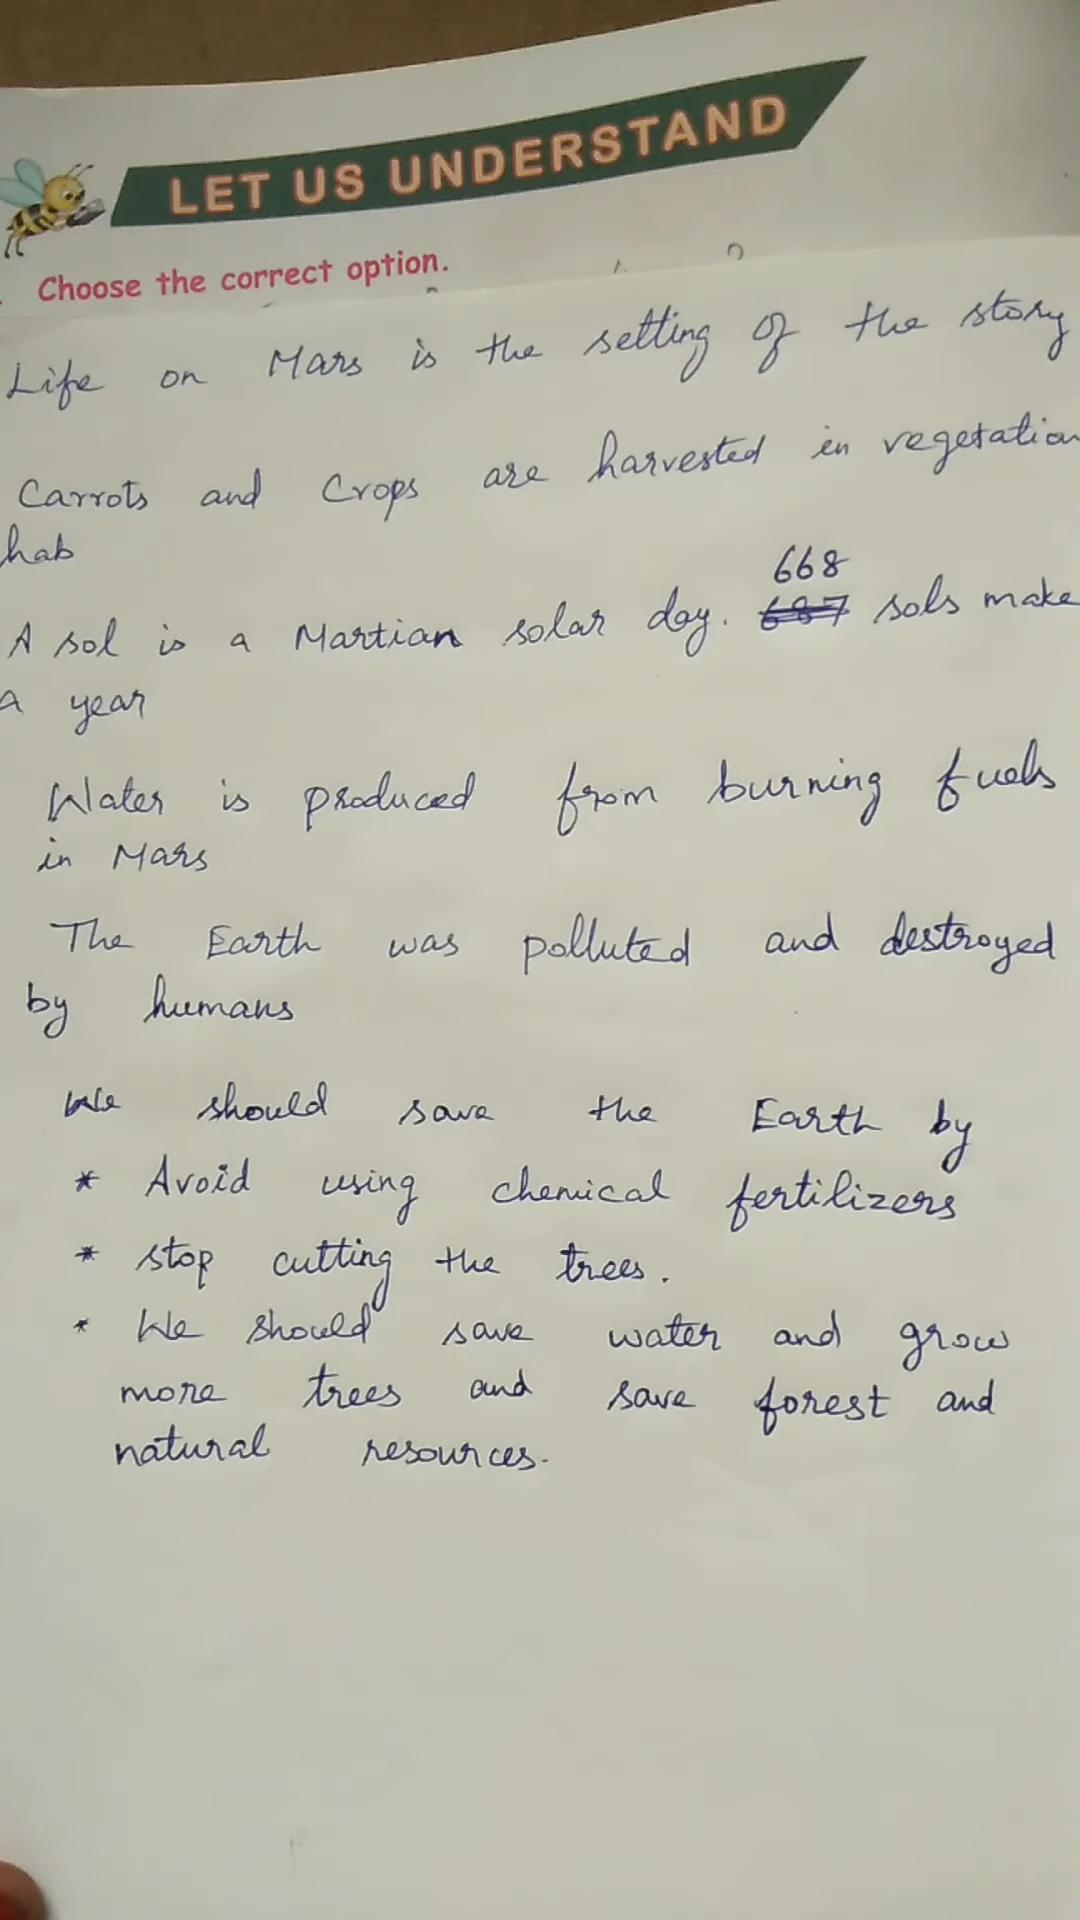 LET US UNDERSTAND
Choose the correct option.
Life on Mars is the setting of the story
Carrots and Crops are harvested in vegetation
hab
668
A sol is a Martian solar day. 687 sols make
A year
Water is produced from burning fuels
in Mars
The Earth was polluted and destroyed
by humans
We should save the Earth by
* Avoid using chemical fertilizers
* stop cutting the trees.
* We should save water and grow
more trees and save forest and
natural resources.